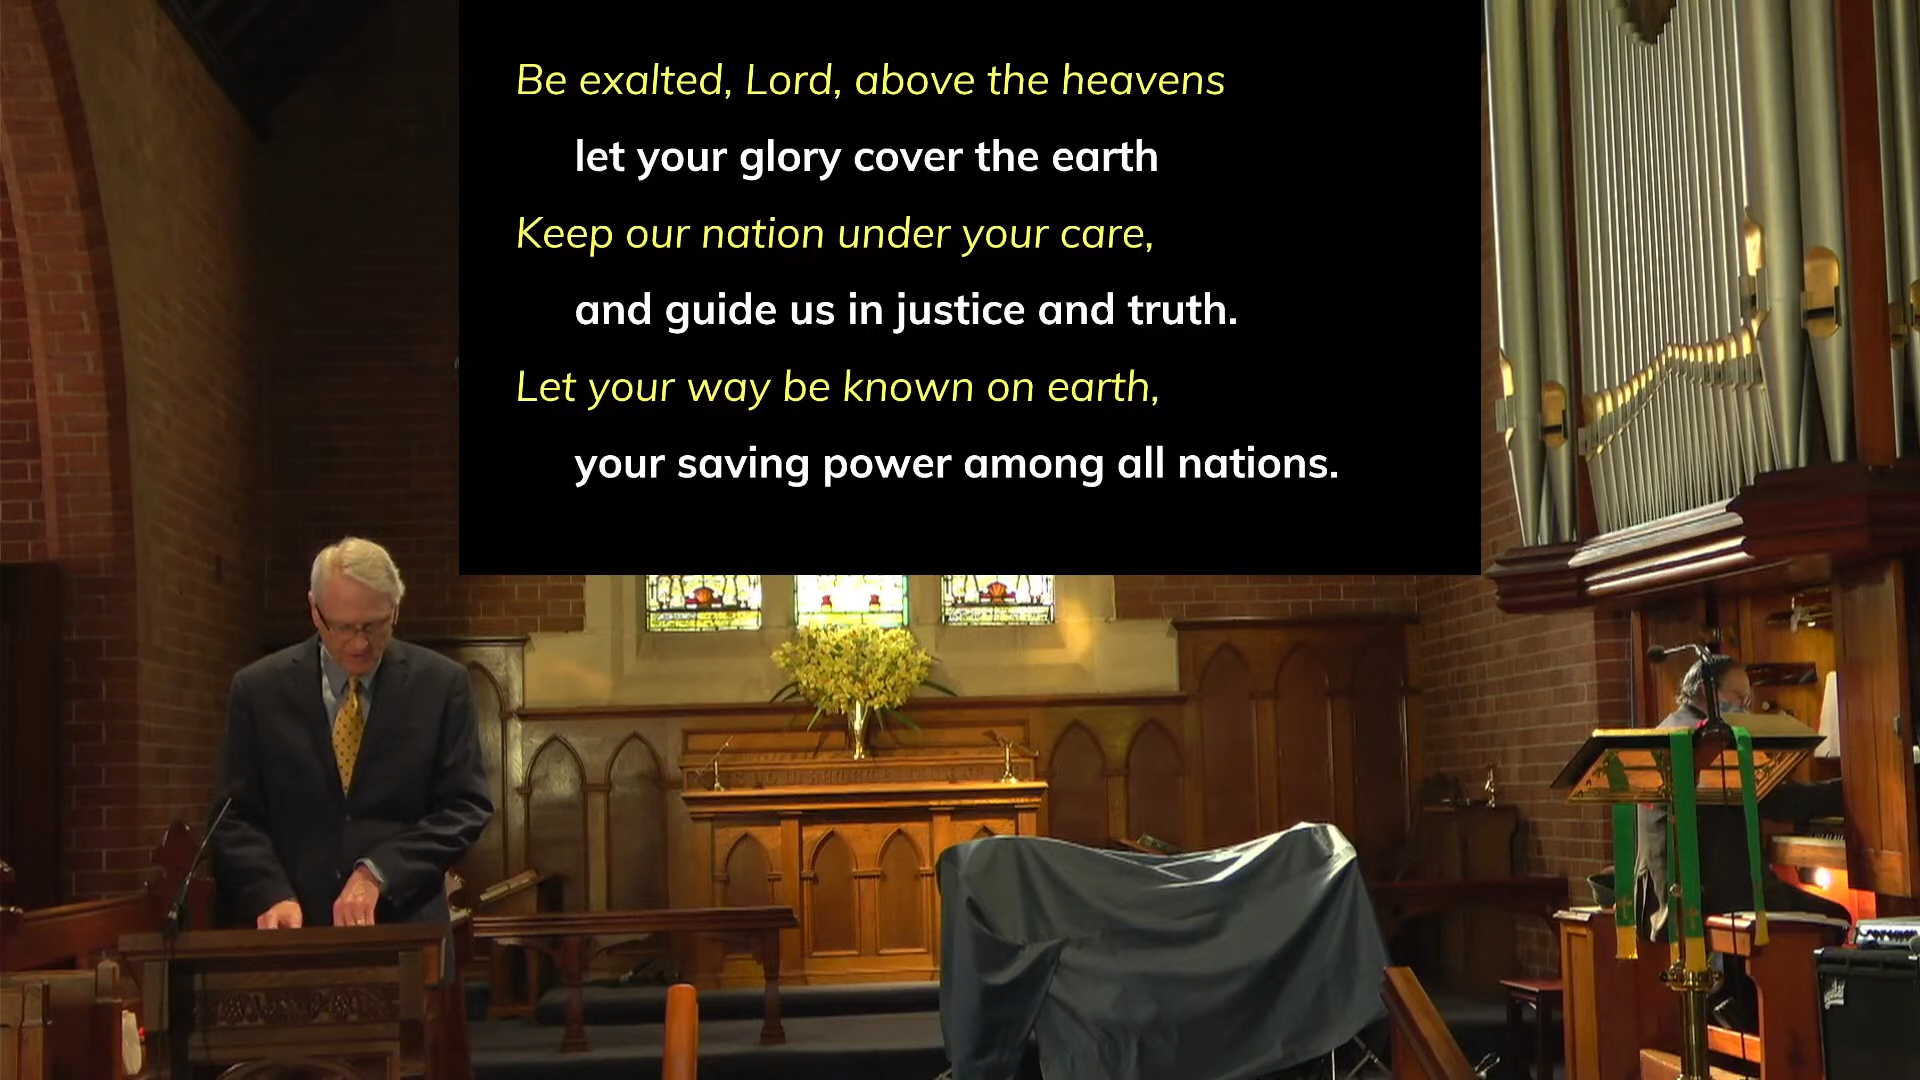 Be exalted, Lord, above the heavens
let your glory cover the earth
Keep our nation under your care,
and guide us in justice and truth.
Let your way be known on earth,
your saving power among all nations.